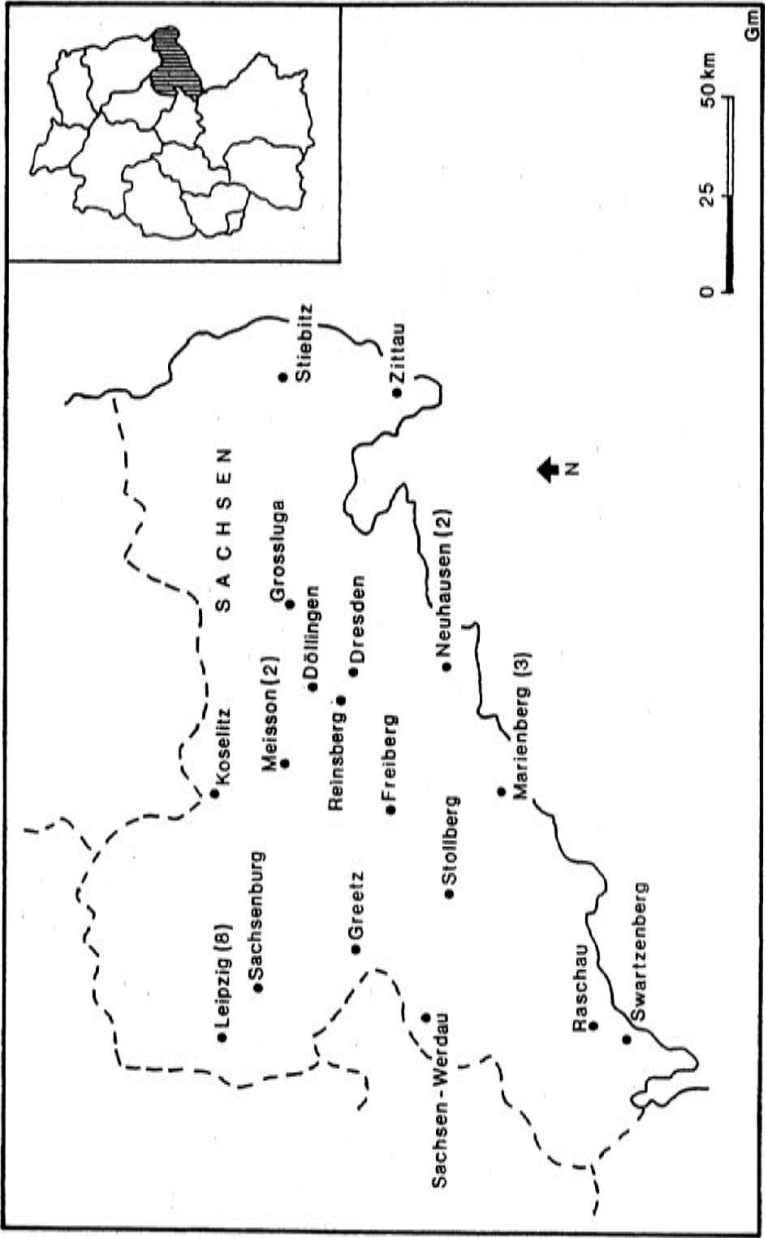 SACHSEN
Koselitz
Leipzig (8)
Sachsenburg
Meisson (2)
Grossluga
Stiebitz
Döllingen
Reinsberg
Dresden
Greetz
Freiberg
Zittau
Sachsen-Werdau
Stollberg
Neuhausen (2)
Marienberg (3)
Raschau
Swartzenberg
N
0 25 50 km
Gm